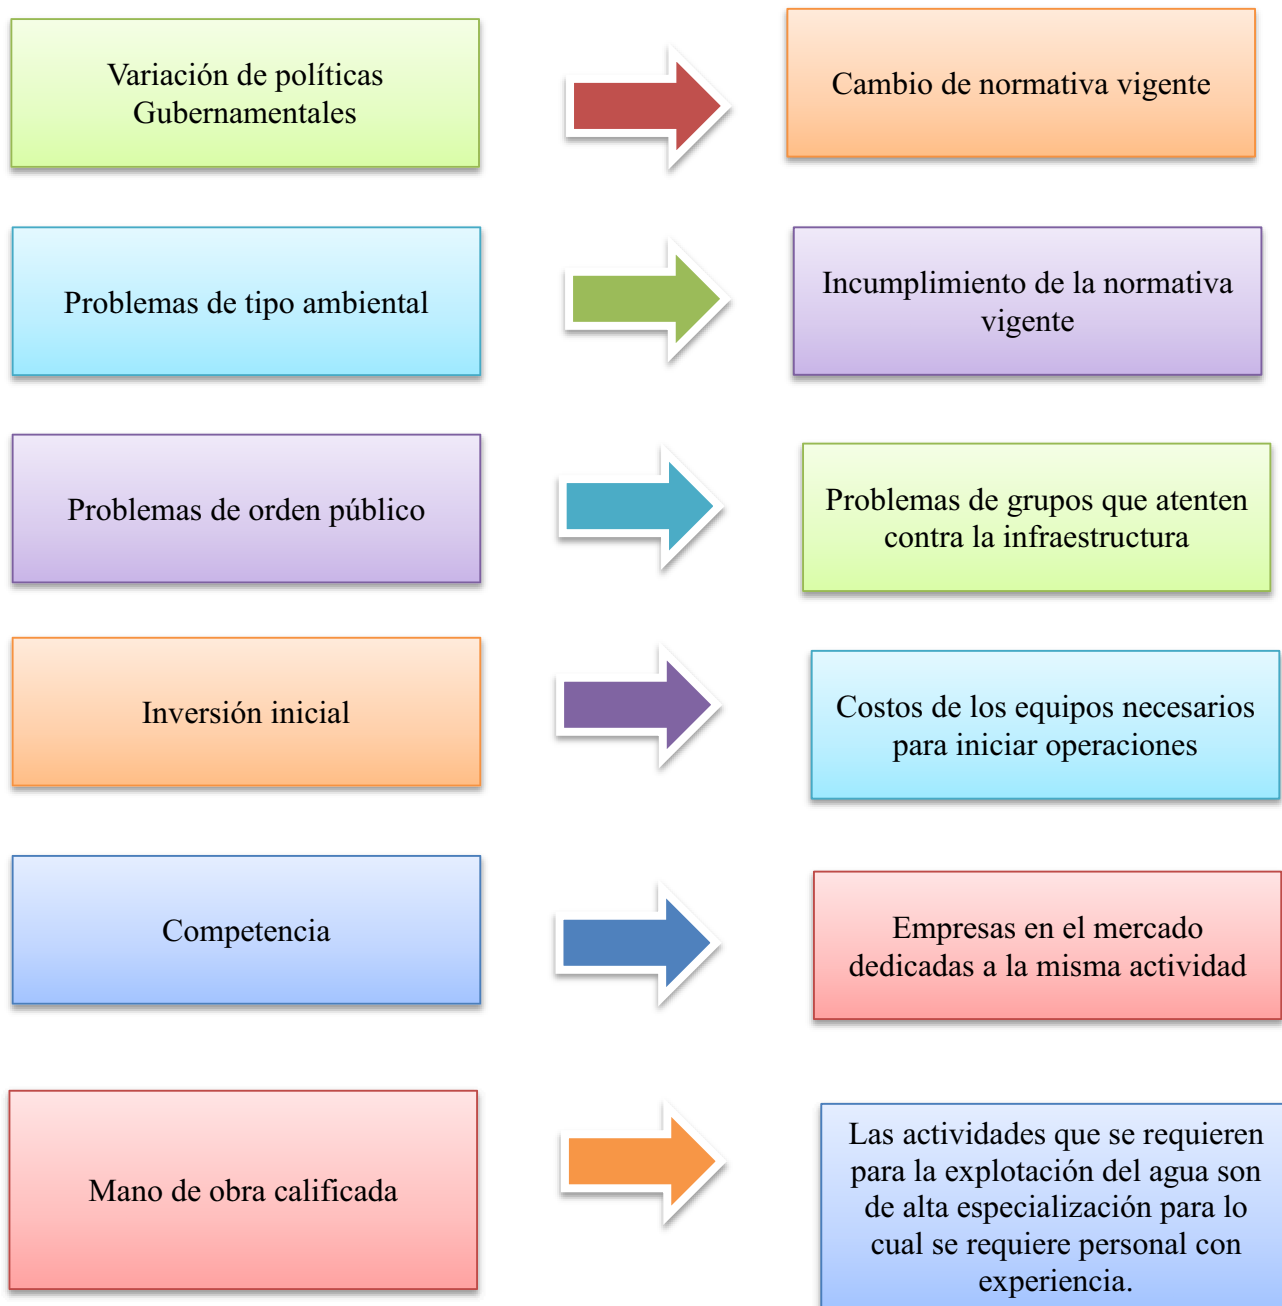 Variación de políticas
Gubernamentales
Cambio de normativa vigente
Problemas de tipo ambiental
Incumplimiento de la normativa
vigente
Problemas de orden público
Problemas de grupos que atenten
contra la infraestructura
Inversión inicial
Costos de los equipos necesarios
para iniciar operaciones
Competencia
Empresas en el mercado
dedicadas a la misma actividad
Mano de obra calificada
Las actividades que se requieren
para la explotación del agua son
de alta especialización para lo
cual se requiere personal con
experiencia.